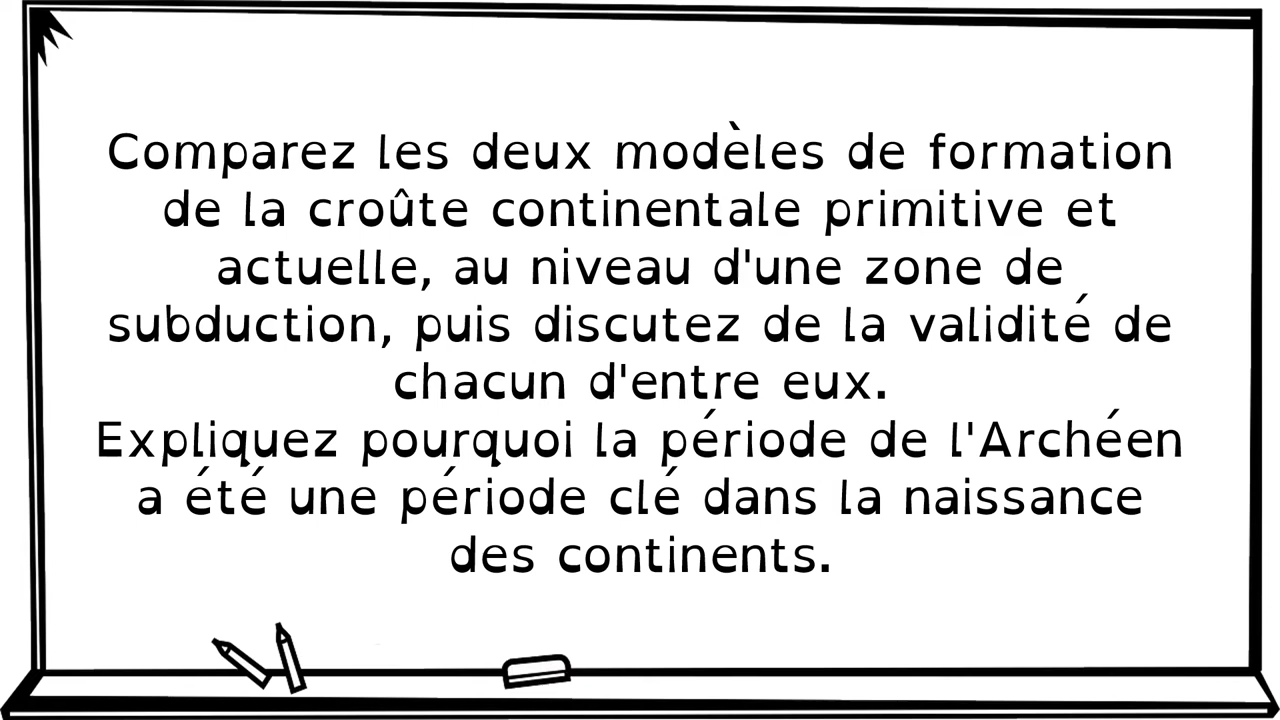 Comparez les deux modèles de formation
de la croûte continentale primitive et
actuelle, au niveau d'une zone de
subduction, puis discutez de la validité de
chacun d'entre eux.
Expliquez pourquoi la période de l'Archéen
a été une période clé dans la naissance
des continents.